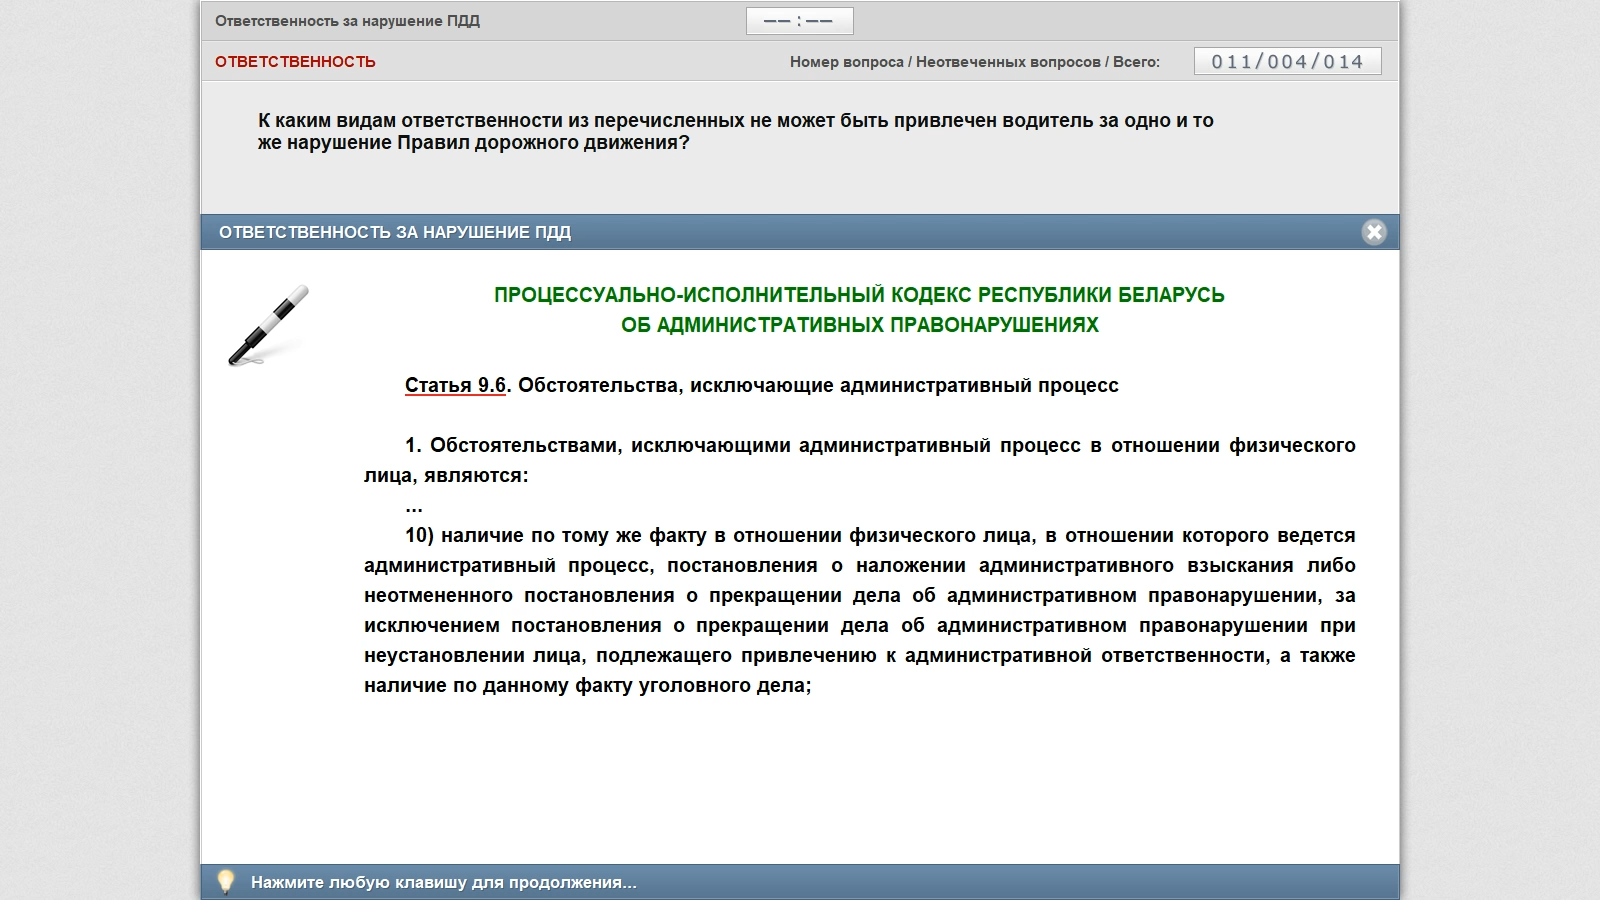 Ответственность за нарушение ПДД
−− : −−
ОТВЕТСТВЕННОСТЬ
Номер вопроса / Неотвеченных вопросов / Всего:
011/004/014
К каким видам ответственности из перечисленных не может быть привлечен водитель за одно и то
же нарушение Правил дорожного движения?
ОТВЕТСТВЕННОСТЬ ЗА НАРУШЕНИЕ ПДД
ПРОЦЕССУАЛЬНО-ИСПОЛНИТЕЛЬНЫЙ КОДЕКС РЕСПУБЛИКИ БЕЛАРУСЬ
ОБ АДМИНИСТРАТИВНЫХ ПРАВОНАРУШЕНИЯХ
Статья 9.6. Обстоятельства, исключающие административный процесс
1. Обстоятельствами, исключающими административный процесс в отношении физического
лица, являются:
...
10) наличие по тому же факту в отношении физического лица, в отношении которого ведется
административный процесс, постановления о наложении административного взыскания либо
неотмененного постановления о прекращении дела об административном правонарушении, за
исключением постановления о прекращении дела об административном правонарушении при
неустановлении лица, подлежащего привлечению к административной ответственности, а также
наличие по данному факту уголовного дела;
Нажмите любую клавишу для продолжения...